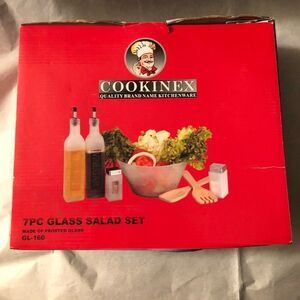 COOKINEX
QUALITY BRAND NAME KITCHENWARE
7PC GLASS SALAD SET
MADE OF FROSTED GLASS
GL-160